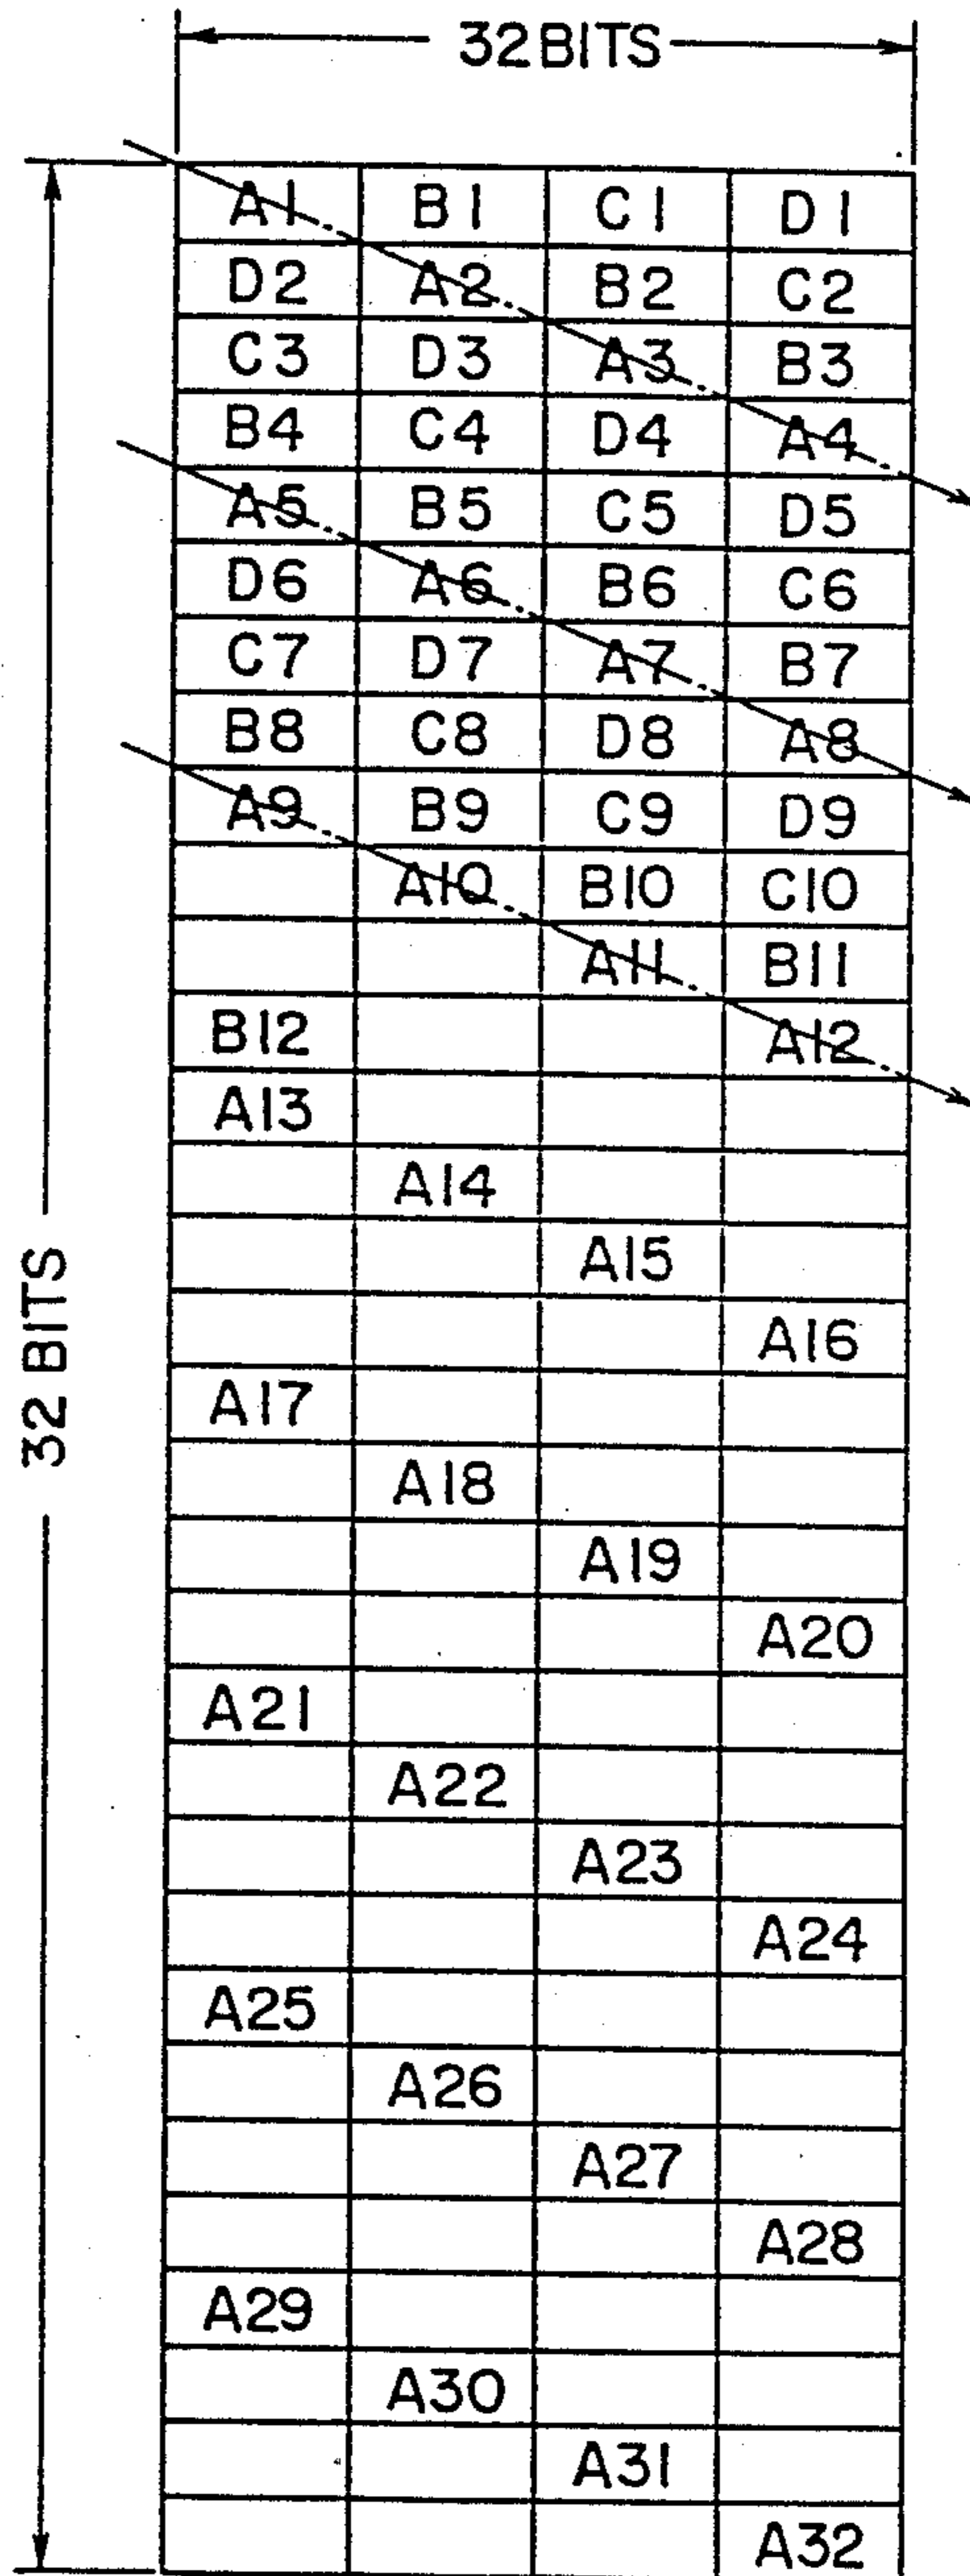 32BITS
A1 B1 C1 D1
D2 A2 B2 C2
C3 D3 A3 B3
B4 C4 D4 A4
A5 B5 C5 D5
D6 A6 B6 C6
C7 D7 A7 B7
B8 C8 D8 A8
A9 B9 C9 D9
A10 B10 C10
A11 B11
B12 A12
A13
A14
A15
A16
32 BITS
A17
A18
A19
A20
A21
A22
A23
A24
A25
A26
A27
A28
A29
A30
A31
A32